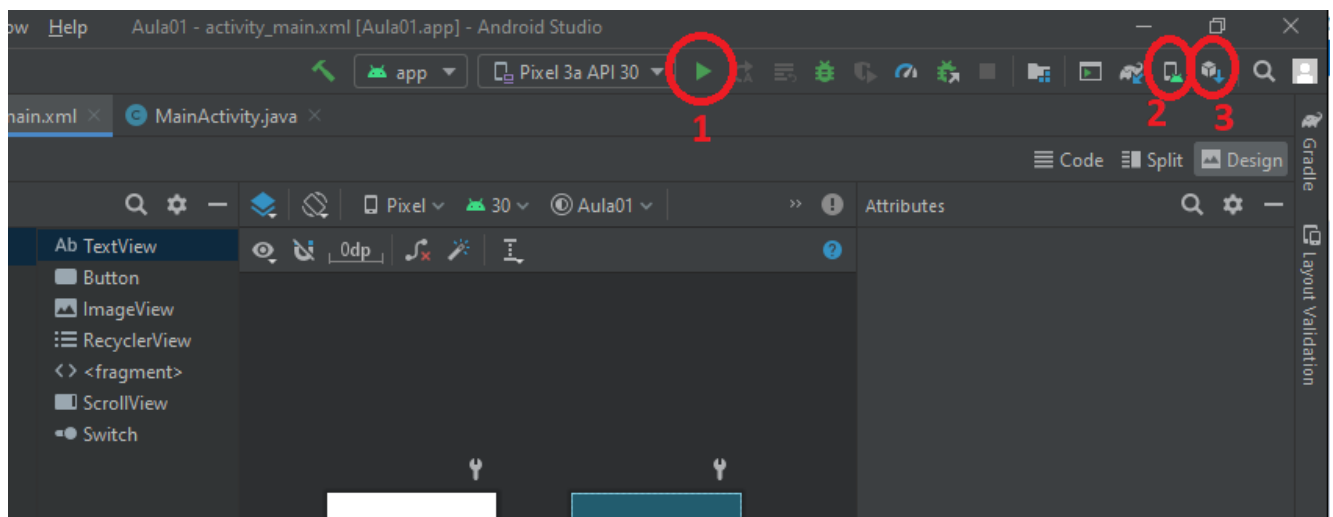 ow Help Aula01 - activity_main.xml [Aula01.app] - Android Studio
app Pixel 3a API 30
1 2 3
nain.xml MainActivity.java
Code Split Design
Pixel 30 Aula01 Attributes
Ab TextView 0dp
Button
ImageView
RecyclerView
<fragment>
ScrollView
Switch
Gradle
Layout Validation